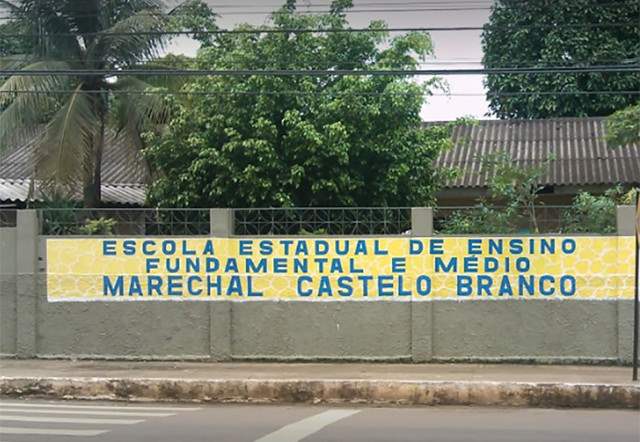 ESCOLA ESTADUAL DE ENSINO
FUNDAMENTAL E MÉDIO
MARECHAL CASTELO BRANCO